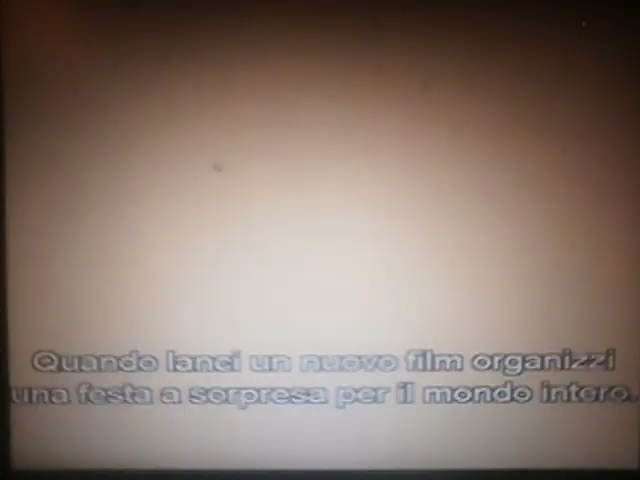 Quando lanci un nuovo film organizzi
una festa a sorpresa per il mondo intero.